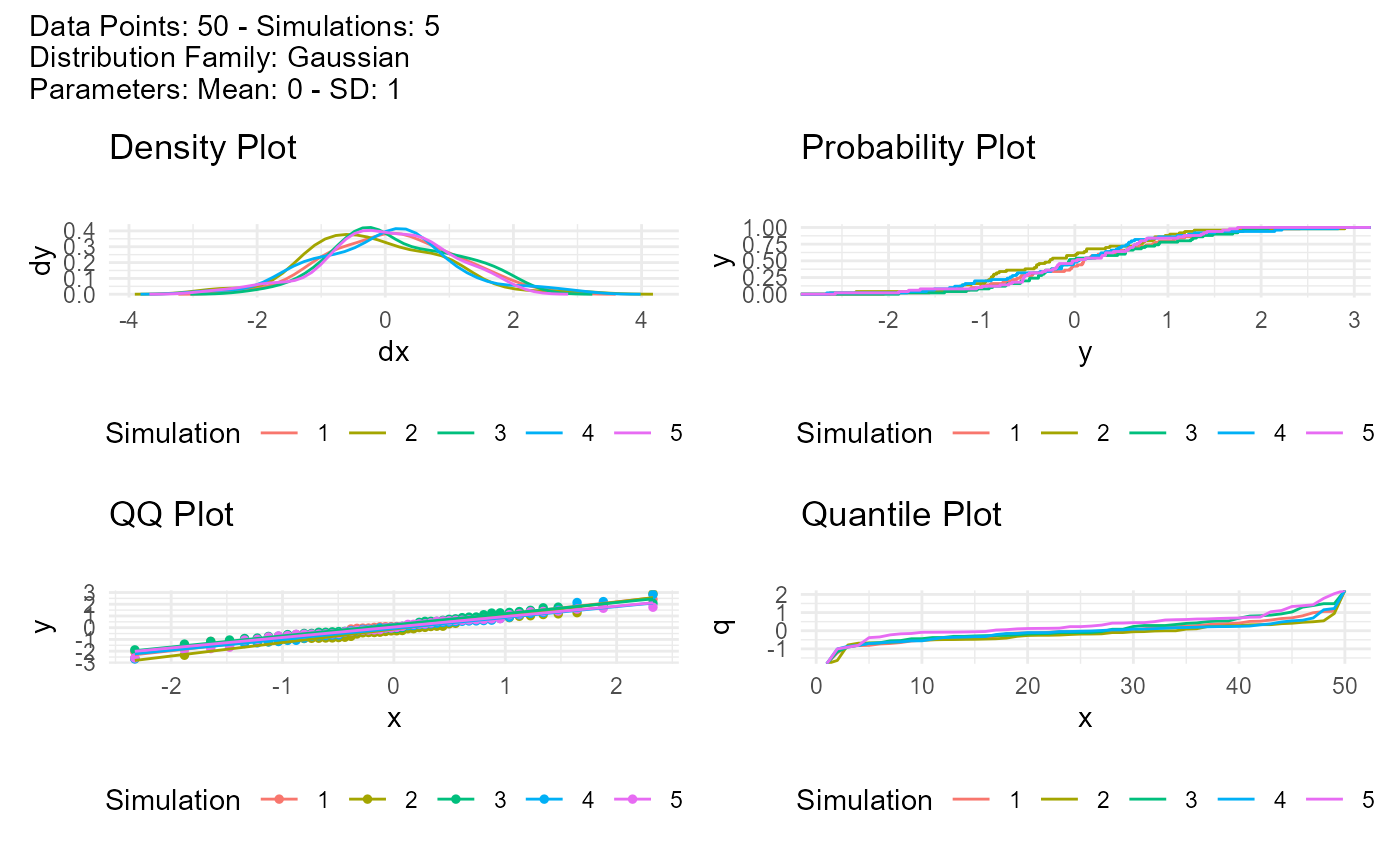 Data Points: 50 - Simulations: 5
Distribution Family: Gaussian
Parameters: Mean: 0 - SD: 1
Density Plot
dy
0.4
0.3
0.2
0.1
0.0
-4 -2 0 2 4
dx
Simulation 1 2 3 4 5
Probability Plot
y
1.00
0.75
0.50
0.25
0.00
-2 -1 0 1 2 3
y
Simulation 1 2 3 4 5
QQ Plot
y
3
2
1
0
-1
-2
-3
-2 -1 0 1 2
x
Simulation 1 2 3 4 5
Quantile Plot
q
2
1
0
-1
0 10 20 30 40 50
x
Simulation 1 2 3 4 5